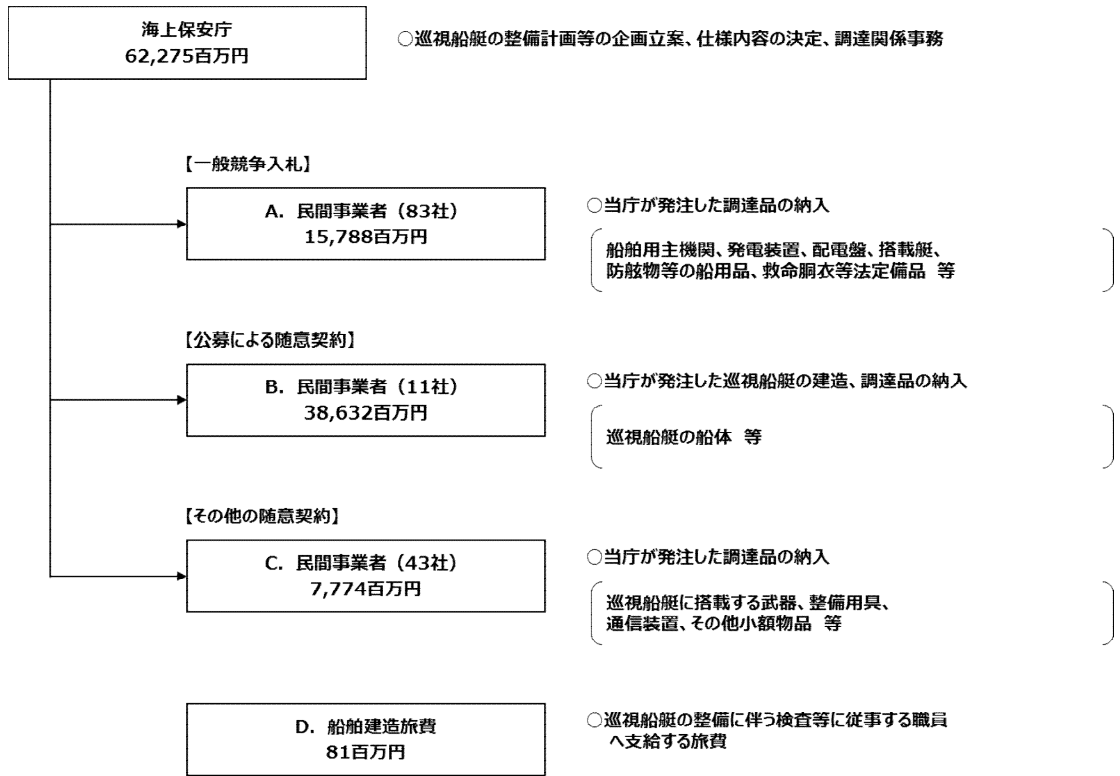 海上保安庁
62,275百万円
○巡視船艇の整備計画等の企画立案、仕様内容の決定、調達関係事務
【一般競争入札】
A. 民間事業者（83社）
15,788百万円
○当庁が発注した調達品の納入
船舶用主機関、発電装置、配電盤、搭載艇、
防舷物等の船用品、救命胴衣等法定備品 等
【公募による随意契約】
B. 民間事業者（11社）
38,632百万円
○当庁が発注した巡視船艇の建造、調達品の納入
巡視船艇の船体 等
【その他の随意契約】
C. 民間事業者（43社）
7,774百万円
○当庁が発注した調達品の納入
巡視船艇に搭載する武器、整備用具、
通信装置、その他小額物品 等
D. 船舶建造旅費
81百万円
○巡視船艇の整備に伴う検査等に従事する職員
へ支給する旅費